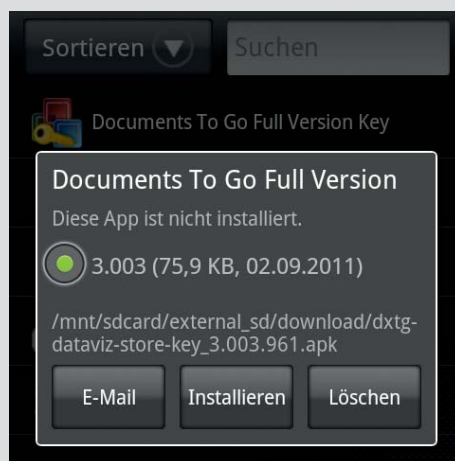 Sortieren
Suchen
Documents To Go Full Version Key
Documents To Go Full Version
Diese App ist nicht installiert.
3.003 (75,9 KB, 02.09.2011)
/mnt/sdcard/external_sd/download/dxtg-
dataviz-store-key_3.003.961.apk
E-Mail
Installieren
Löschen